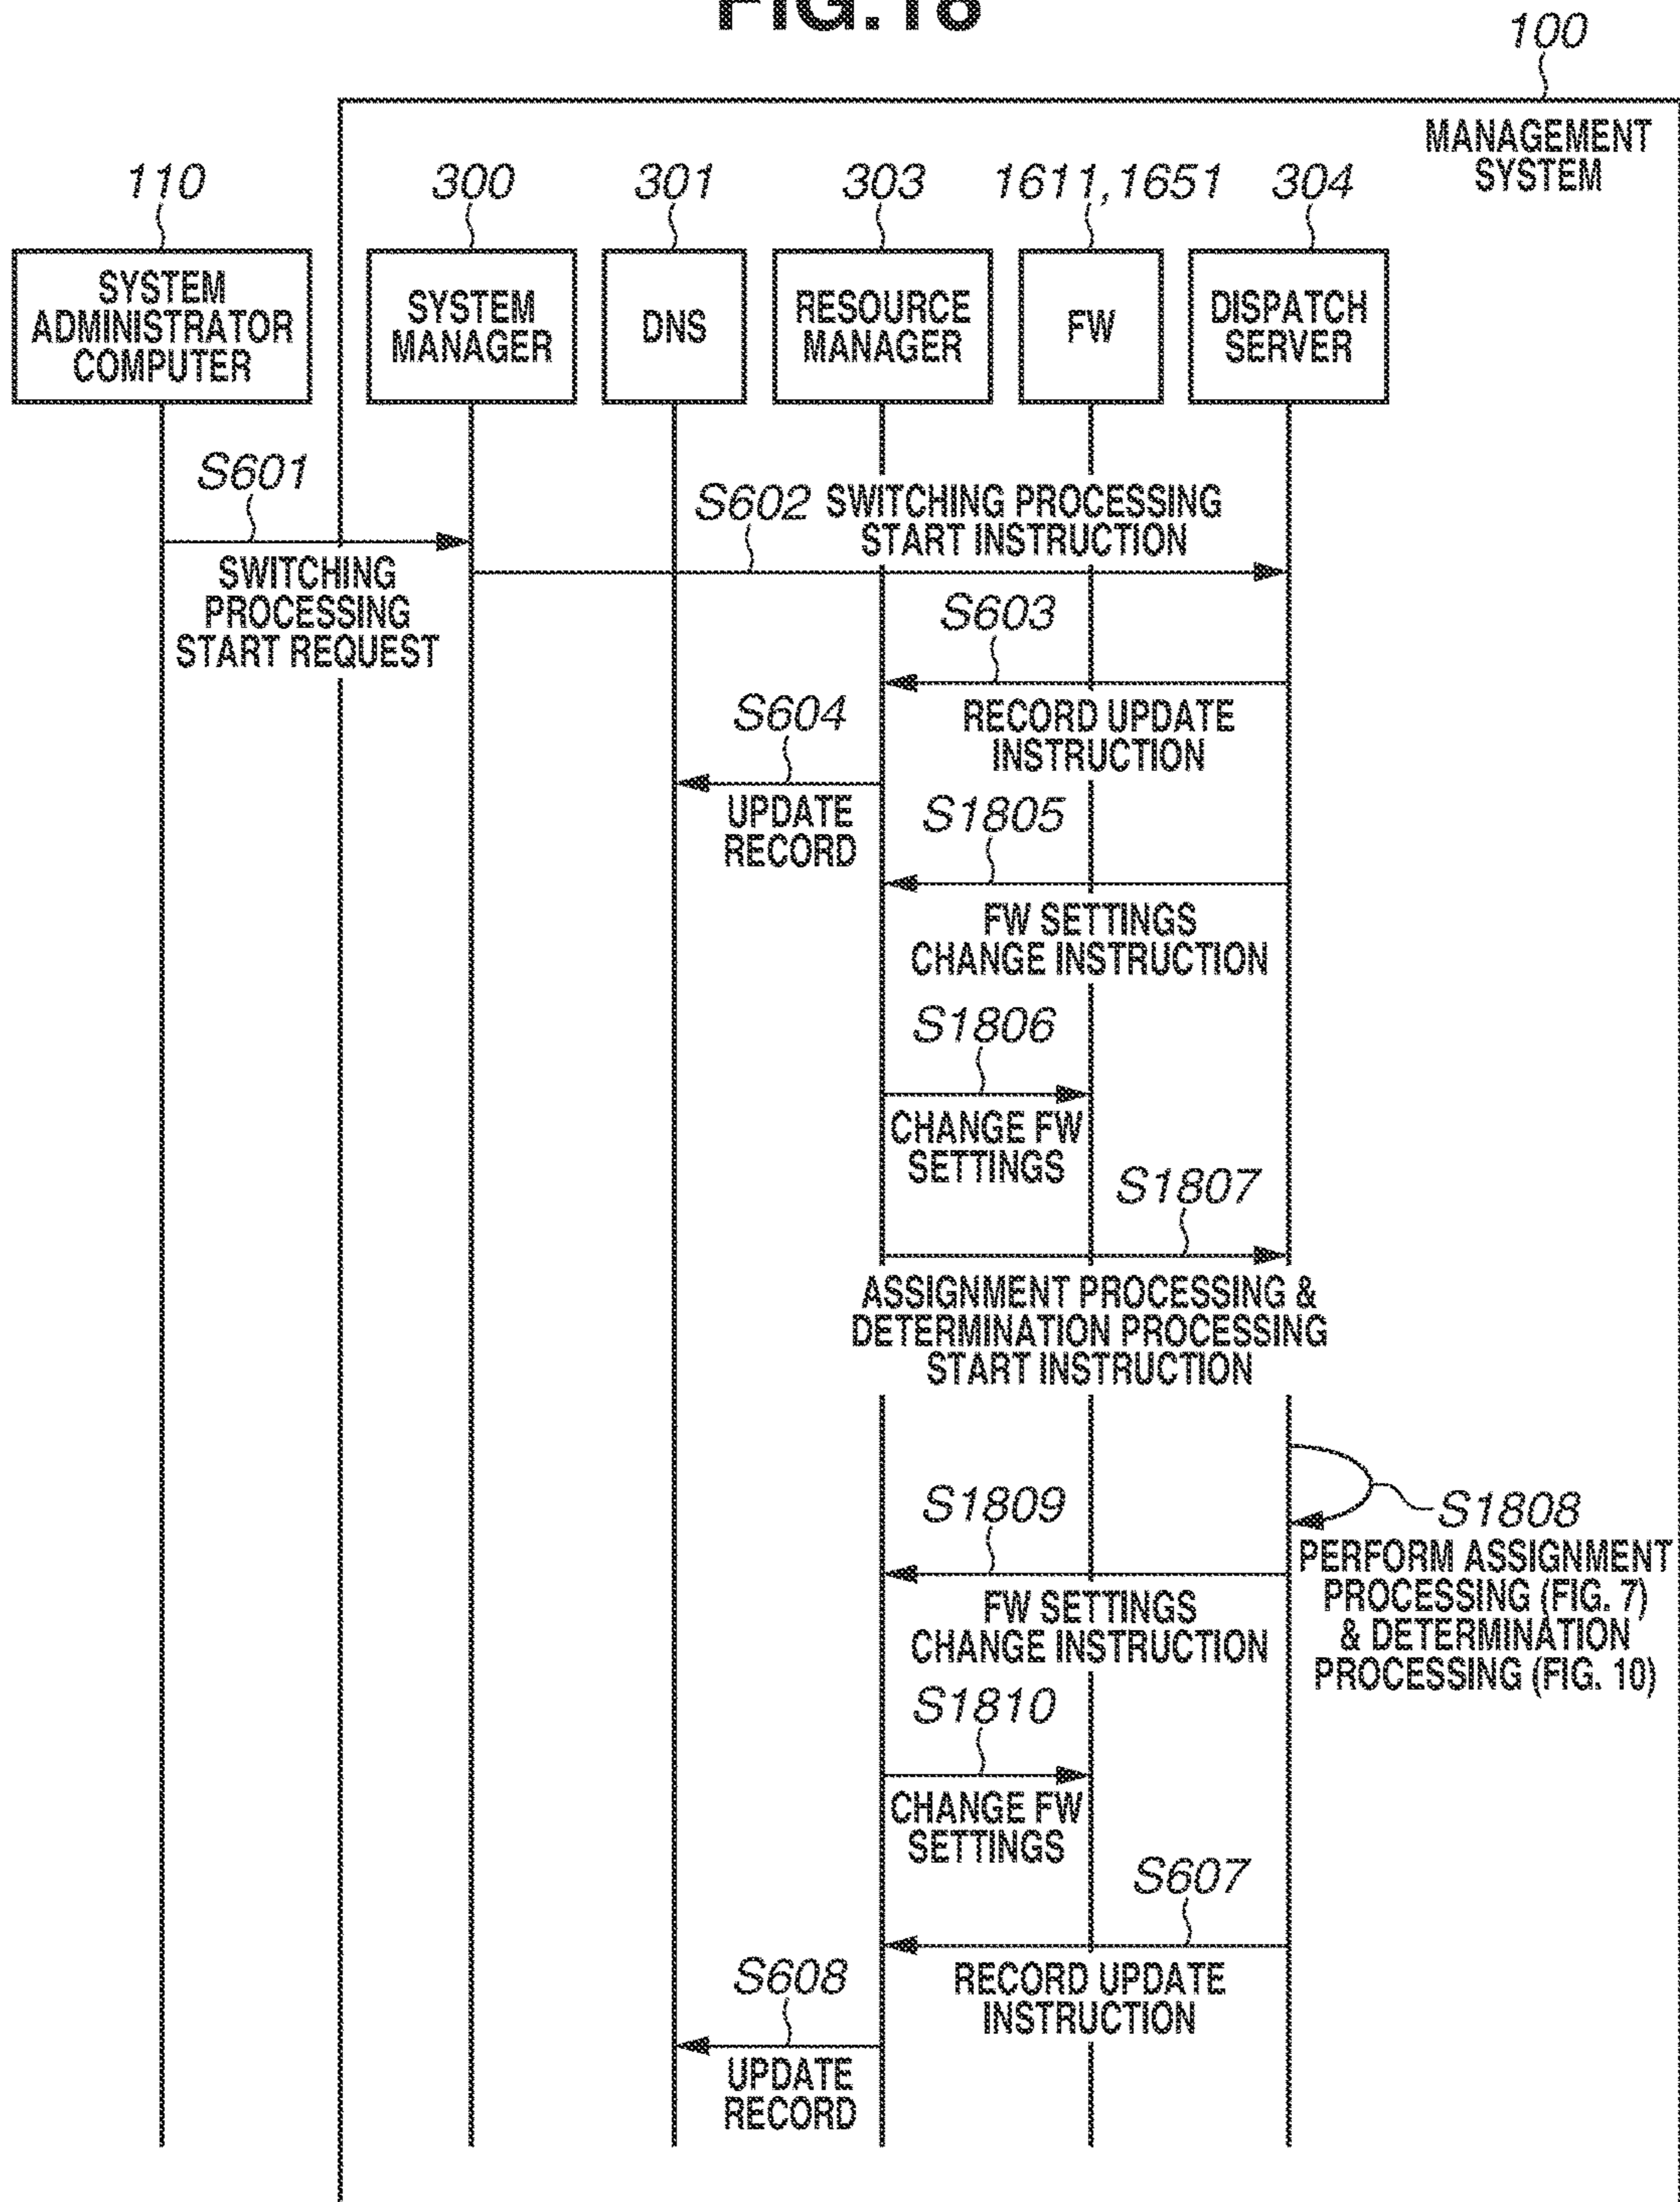 FIG.18
100
MANAGEMENT
SYSTEM
110
300
301
303
1611,1651
304
SYSTEM
ADMINISTRATOR
COMPUTER
SYSTEM
MANAGER
DNS
RESOURCE
MANAGER
FW
DISPATCH
SERVER
S601
SWITCHING
PROCESSING
START REQUEST
S602
SWITCHING PROCESSING
START INSTRUCTION
S603
RECORD UPDATE
INSTRUCTION
S604
UPDATE
RECORD
S1805
FW SETTINGS
CHANGE INSTRUCTION
S1806
CHANGE FW
SETTINGS
S1807
ASSIGNMENT PROCESSING &
DETERMINATION PROCESSING
START INSTRUCTION
S1808
PERFORM ASSIGNMENT
PROCESSING (FIG. 7)
& DETERMINATION
PROCESSING (FIG. 10)
S1809
FW SETTINGS
CHANGE INSTRUCTION
S1810
CHANGE FW
SETTINGS
S607
RECORD UPDATE
INSTRUCTION
S608
UPDATE
RECORD